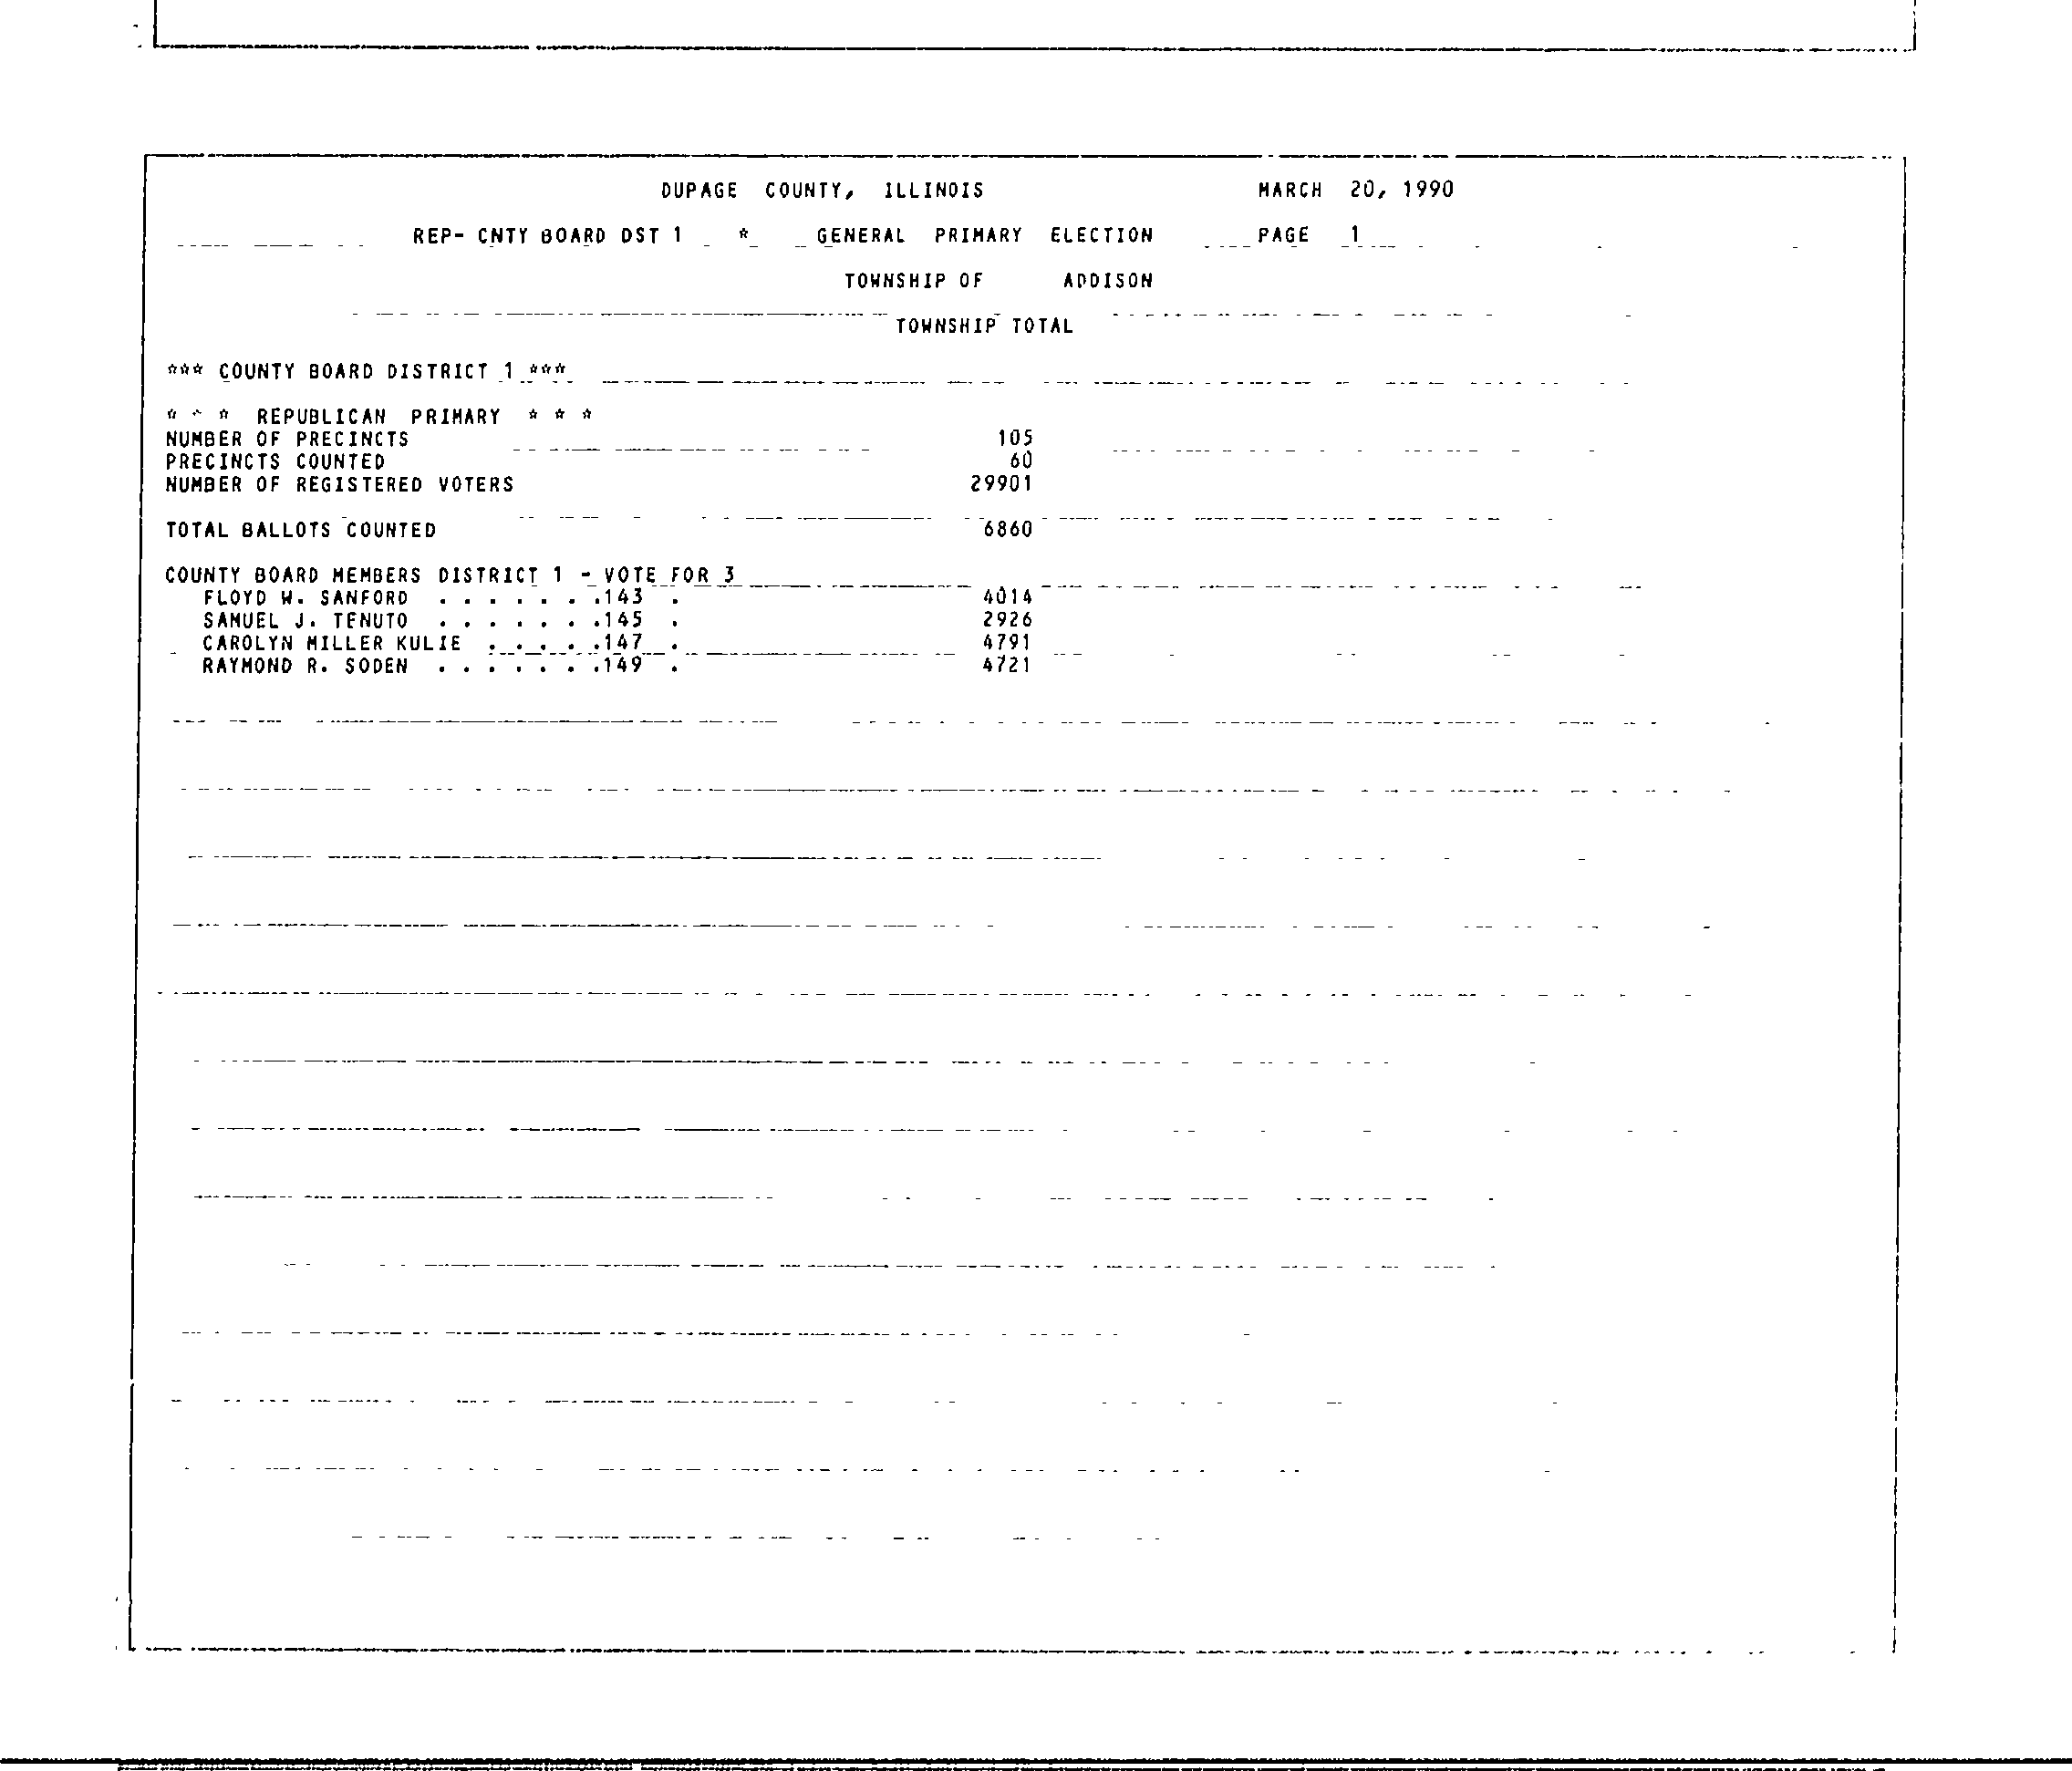 DUPAGE COUNTY, ILLINOIS MARCH 20, 1990
REP- CNTY BOARD DST 1 * GENERAL PRIMARY ELECTION PAGE 1
TOWNSHIP OF ADDISON
TOWNSHIP TOTAL
*** COUNTY BOARD DISTRICT 1 ***
* * * REPUBLICAN PRIMARY * * *
NUMBER OF PRECINCTS 105
PRECINCTS COUNTED 60
NUMBER OF REGISTERED VOTERS 29901
TOTAL BALLOTS COUNTED 6860
COUNTY BOARD MEMBERS DISTRICT 1 - VOTE FOR 3
FLOYD W. SANFORD . . . . . . .143 . 4014
SAMUEL J. TENUTO . . . . . . .145 . 2926
CAROLYN MILLER KULIE . . . . .147 . 4791
RAYMOND R. SODEN . . . . . . .149 . 4721